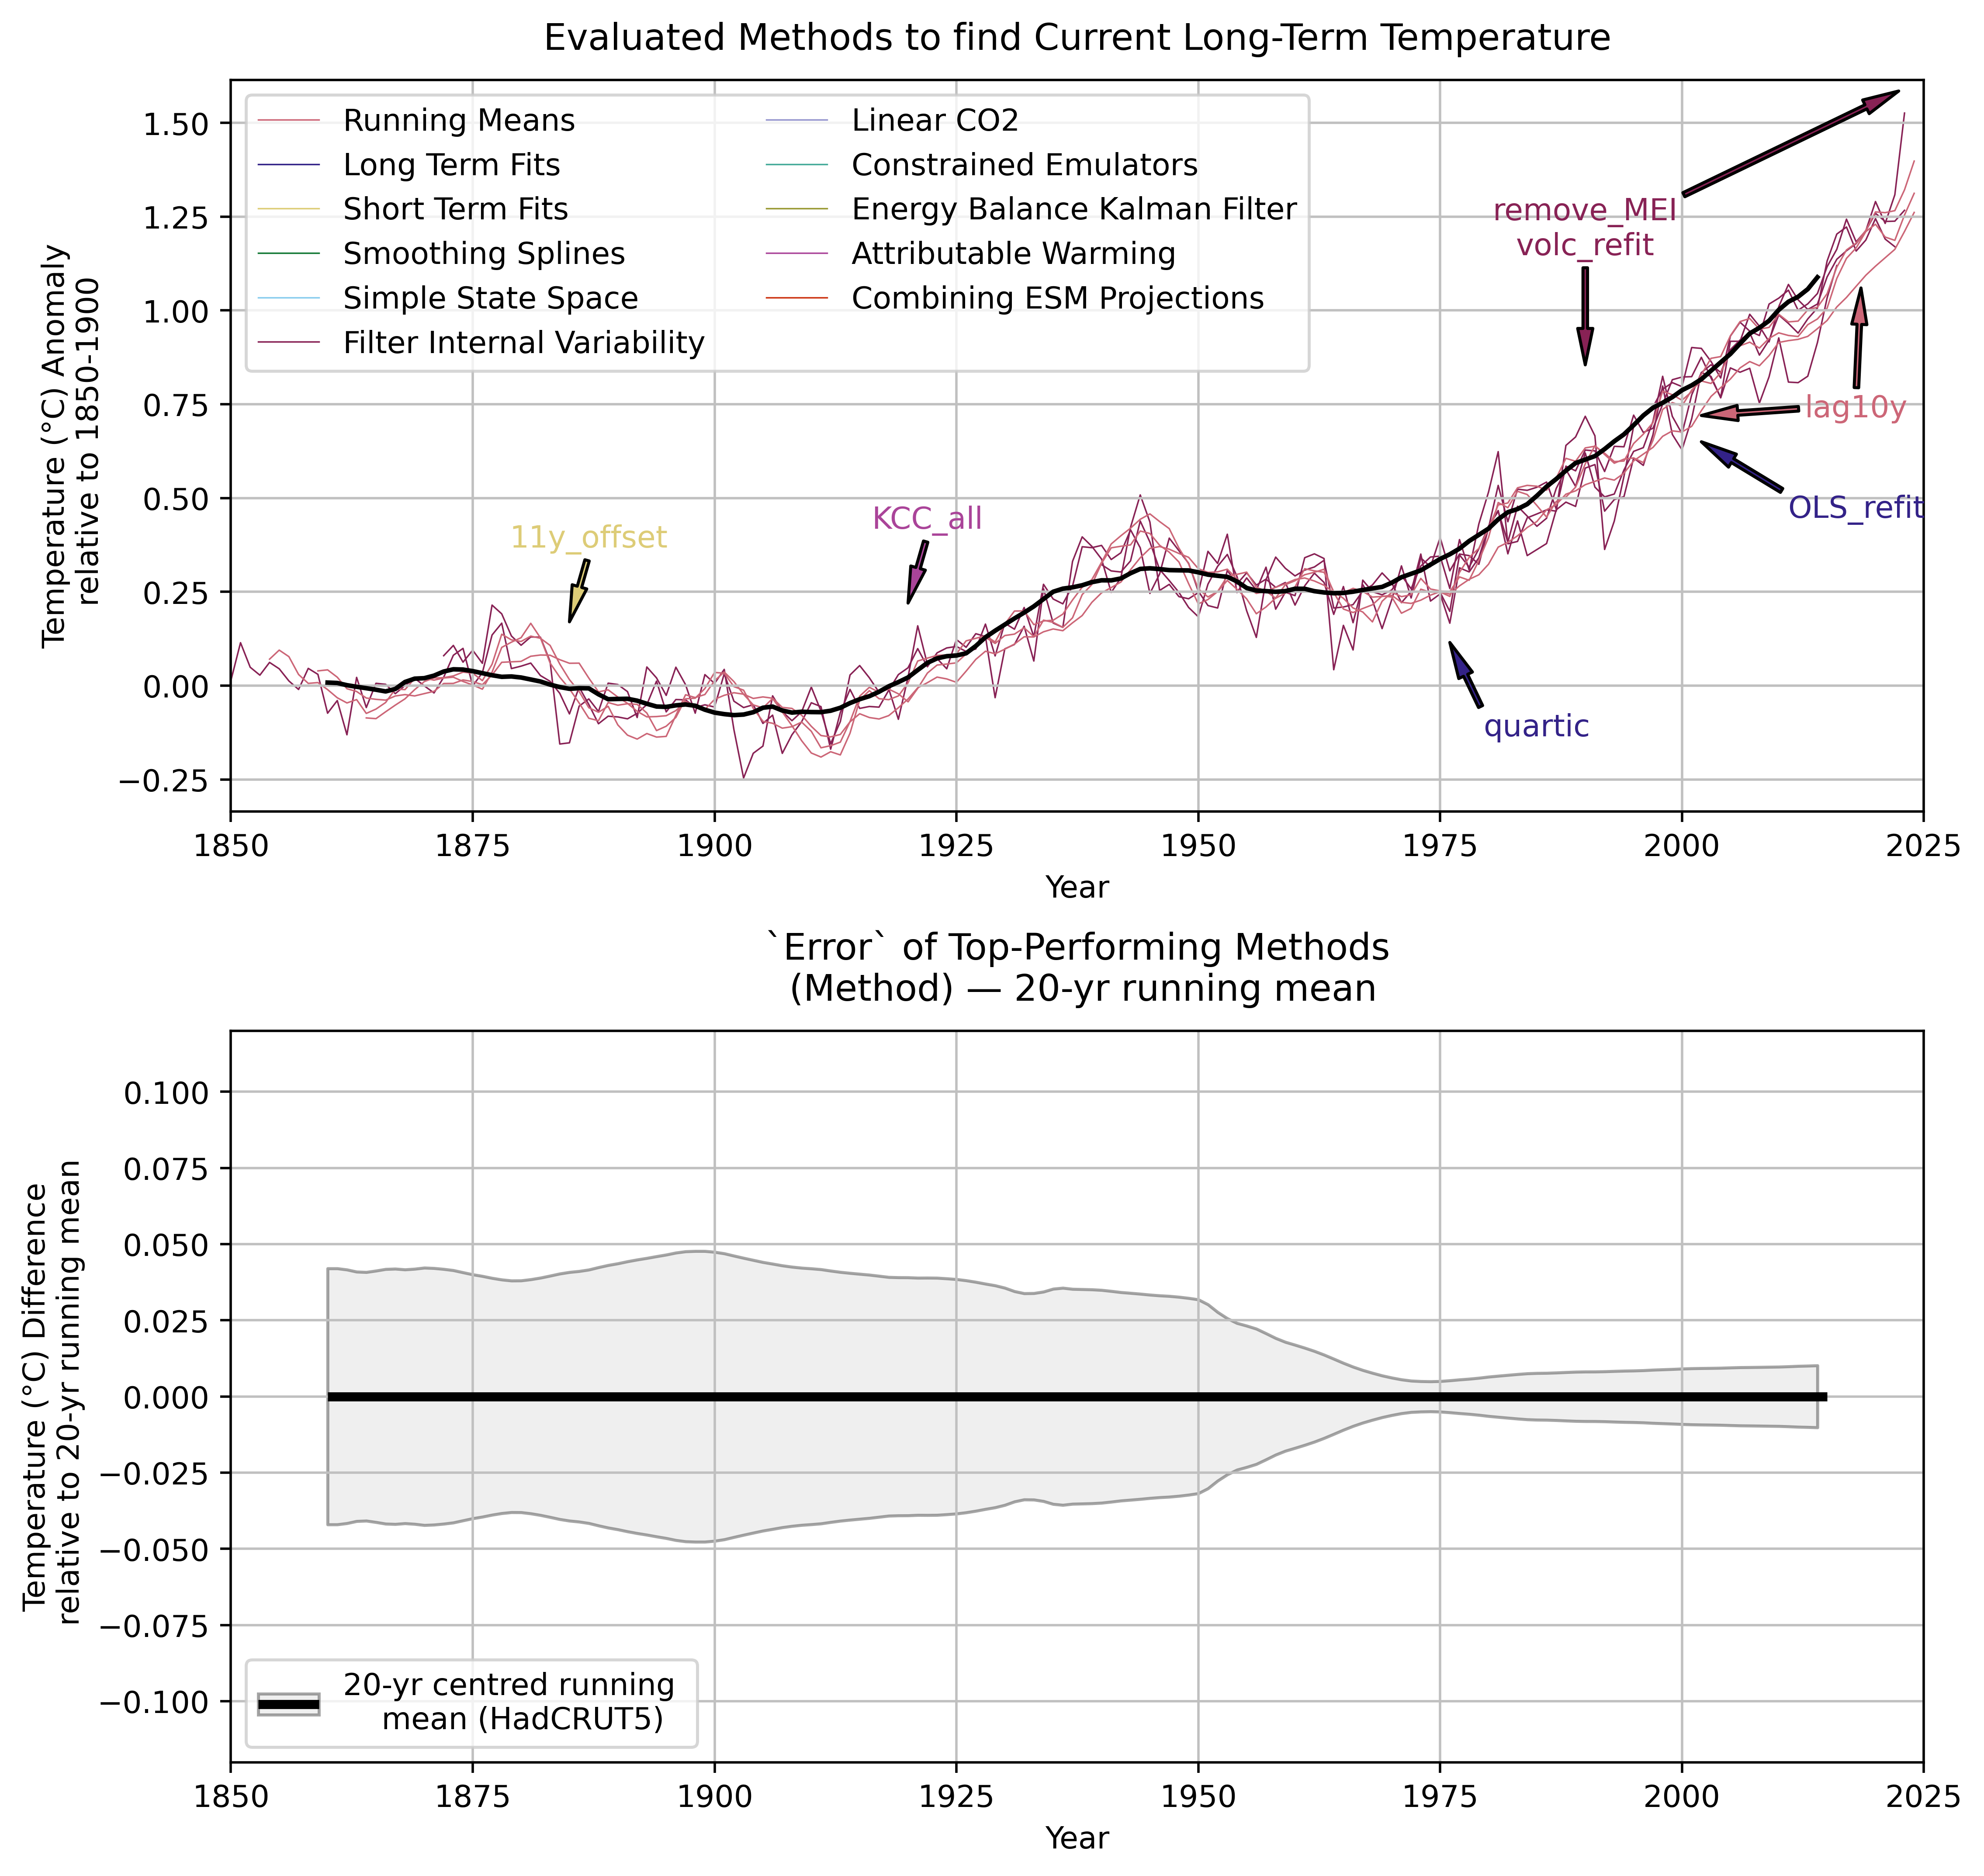 Evaluated Methods to find Current Long-Term Temperature
Temperature (°C) Anomaly
relative to 1850-1900
1.50
1.25
1.00
0.75
0.50
0.25
0.00
−0.25
Running Means
Long Term Fits
Short Term Fits
Smoothing Splines
Simple State Space
Filter Internal Variability
Linear CO2
Constrained Emulators
Energy Balance Kalman Filter
Attributable Warming
Combining ESM Projections
remove_MEI
volc_refit
lag10y
OLS_refit
KCC_all
11y_offset
quartic
1850 1875 1900 1925 1950 1975 2000 2025
Year
`Error` of Top-Performing Methods
(Method) — 20-yr running mean
Temperature (°C) Difference
relative to 20-yr running mean
0.100
0.075
0.050
0.025
0.000
−0.025
−0.050
−0.075
−0.100
20-yr centred running
mean (HadCRUT5)
1850 1875 1900 1925 1950 1975 2000 2025
Year